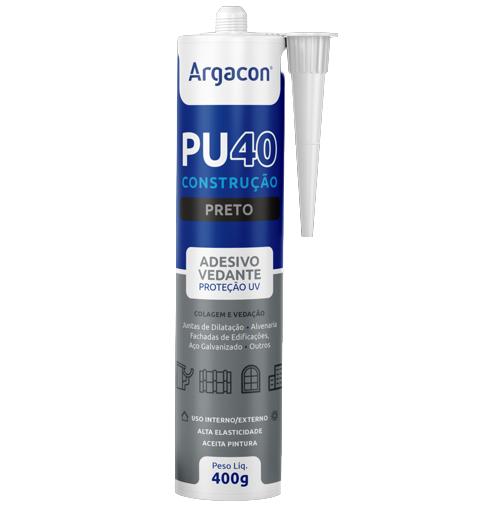 Argacon®
PU40
CONSTRUÇÃO
PRETO
ADESIVO
VEDANTE
PROTEÇÃO UV
COLAGEM E VEDAÇÃO
Juntas de Dilatação • Alvenaria
Fachadas de Edificações,
Aço Galvanizado • Outros
USO INTERNO/EXTERNO
ALTA ELASTICIDADE
ACEITA PINTURA
Peso Liq.
400g